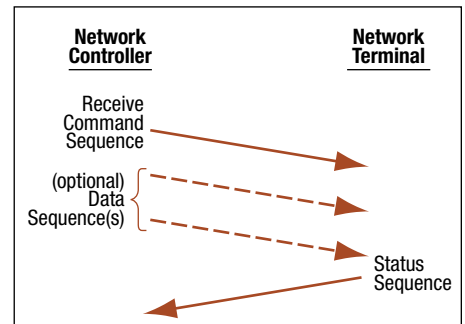 Network
Controller
Network
Terminal
Receive
Command
Sequence
(optional)
Data
Sequence(s)
Status
Sequence